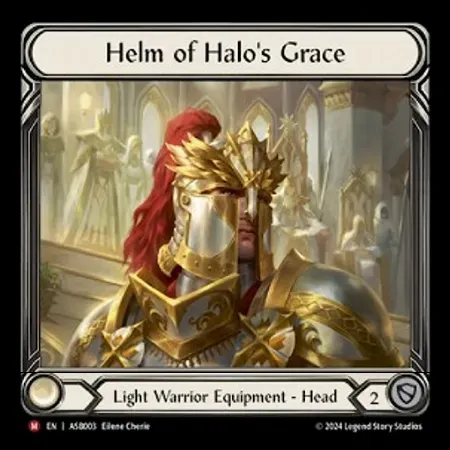 Helm of Halo's Grace
Light Warrior Equipment - Head
2
M EN | ASB003 Eilene Cherie
© 2024 Legend Story Studios